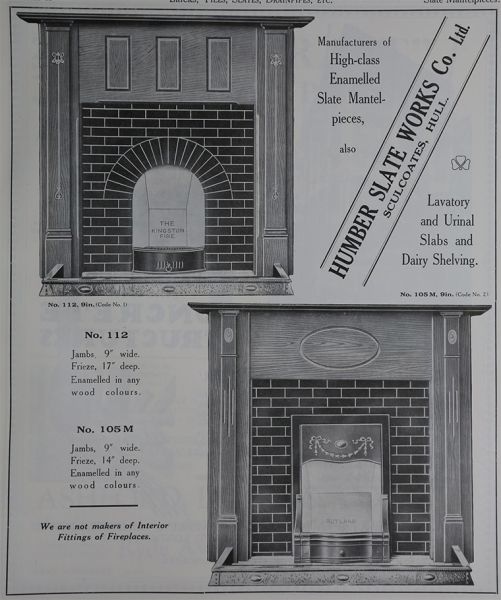 BRICKS, TILES, SLATES, DRAINPIPES, ETC.
Slate Mantelpieces
Manufacturers of
High-class
Enamelled
Slate Mantel-
pieces,
also
HUMBER SLATE WORKS Co. Ltd.
SCULCOATES, HULL.
Lavatory
and Urinal
Slabs and
Dairy Shelving.
THE
KINGSTON
FIRE
No. 112, 9in. (Code No. 1)
No. 105M, 9in. (Code No. 2)
No. 112
Jambs, 9" wide.
Frieze, 17" deep.
Enamelled in any
wood colours.
No. 105M
Jambs, 9" wide.
Frieze, 14" deep.
Enamelled in any
wood colours.
We are not makers of Interior
Fittings of Fireplaces.
RUTLAND